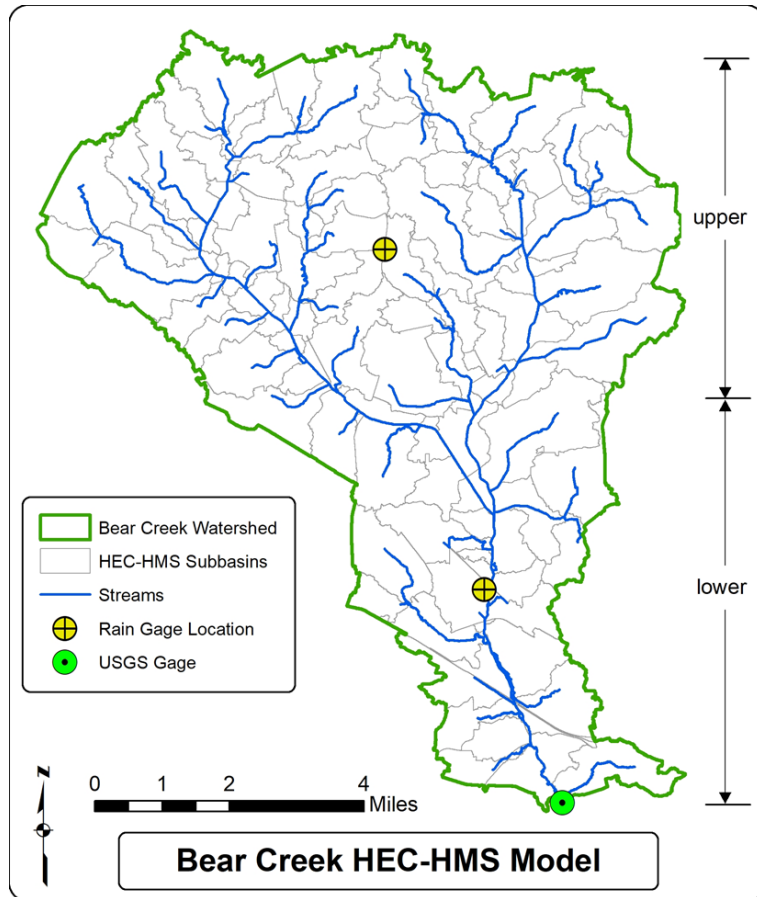 upper
lower
Bear Creek Watershed
HEC-HMS Subbasins
Streams
Rain Gage Location
USGS Gage
N
0 1 2 4
Miles
Bear Creek HEC-HMS Model